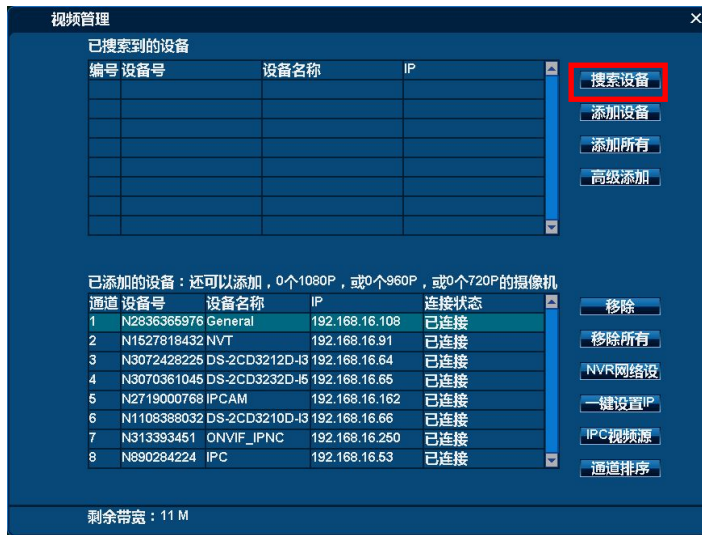 视频管理
已搜索到的设备
编号 设备号 设备名称 IP
搜索设备
添加设备
添加所有
高级添加
已添加的设备：还可以添加，0个1080P，或0个960P，或0个720P的摄像机
通道 设备号 设备名称 IP 连接状态
1 N2836365976 General 192.168.16.108 已连接
2 N1527818432 NVT 192.168.16.91 已连接
3 N3072428225 DS-2CD3212D-I3 192.168.16.64 已连接
4 N3070361045 DS-2CD3232D-I5 192.168.16.65 已连接
5 N2719000768 IPCAM 192.168.16.162 已连接
6 N1108388032 DS-2CD3210D-I3 192.168.16.66 已连接
7 N313393451 ONVIF_IPNC 192.168.16.250 已连接
8 N890284224 IPC 192.168.16.53 已连接
移除
移除所有
NVR网络设
一键设置IP
IPC视频源
通道排序
剩余带宽：11 M